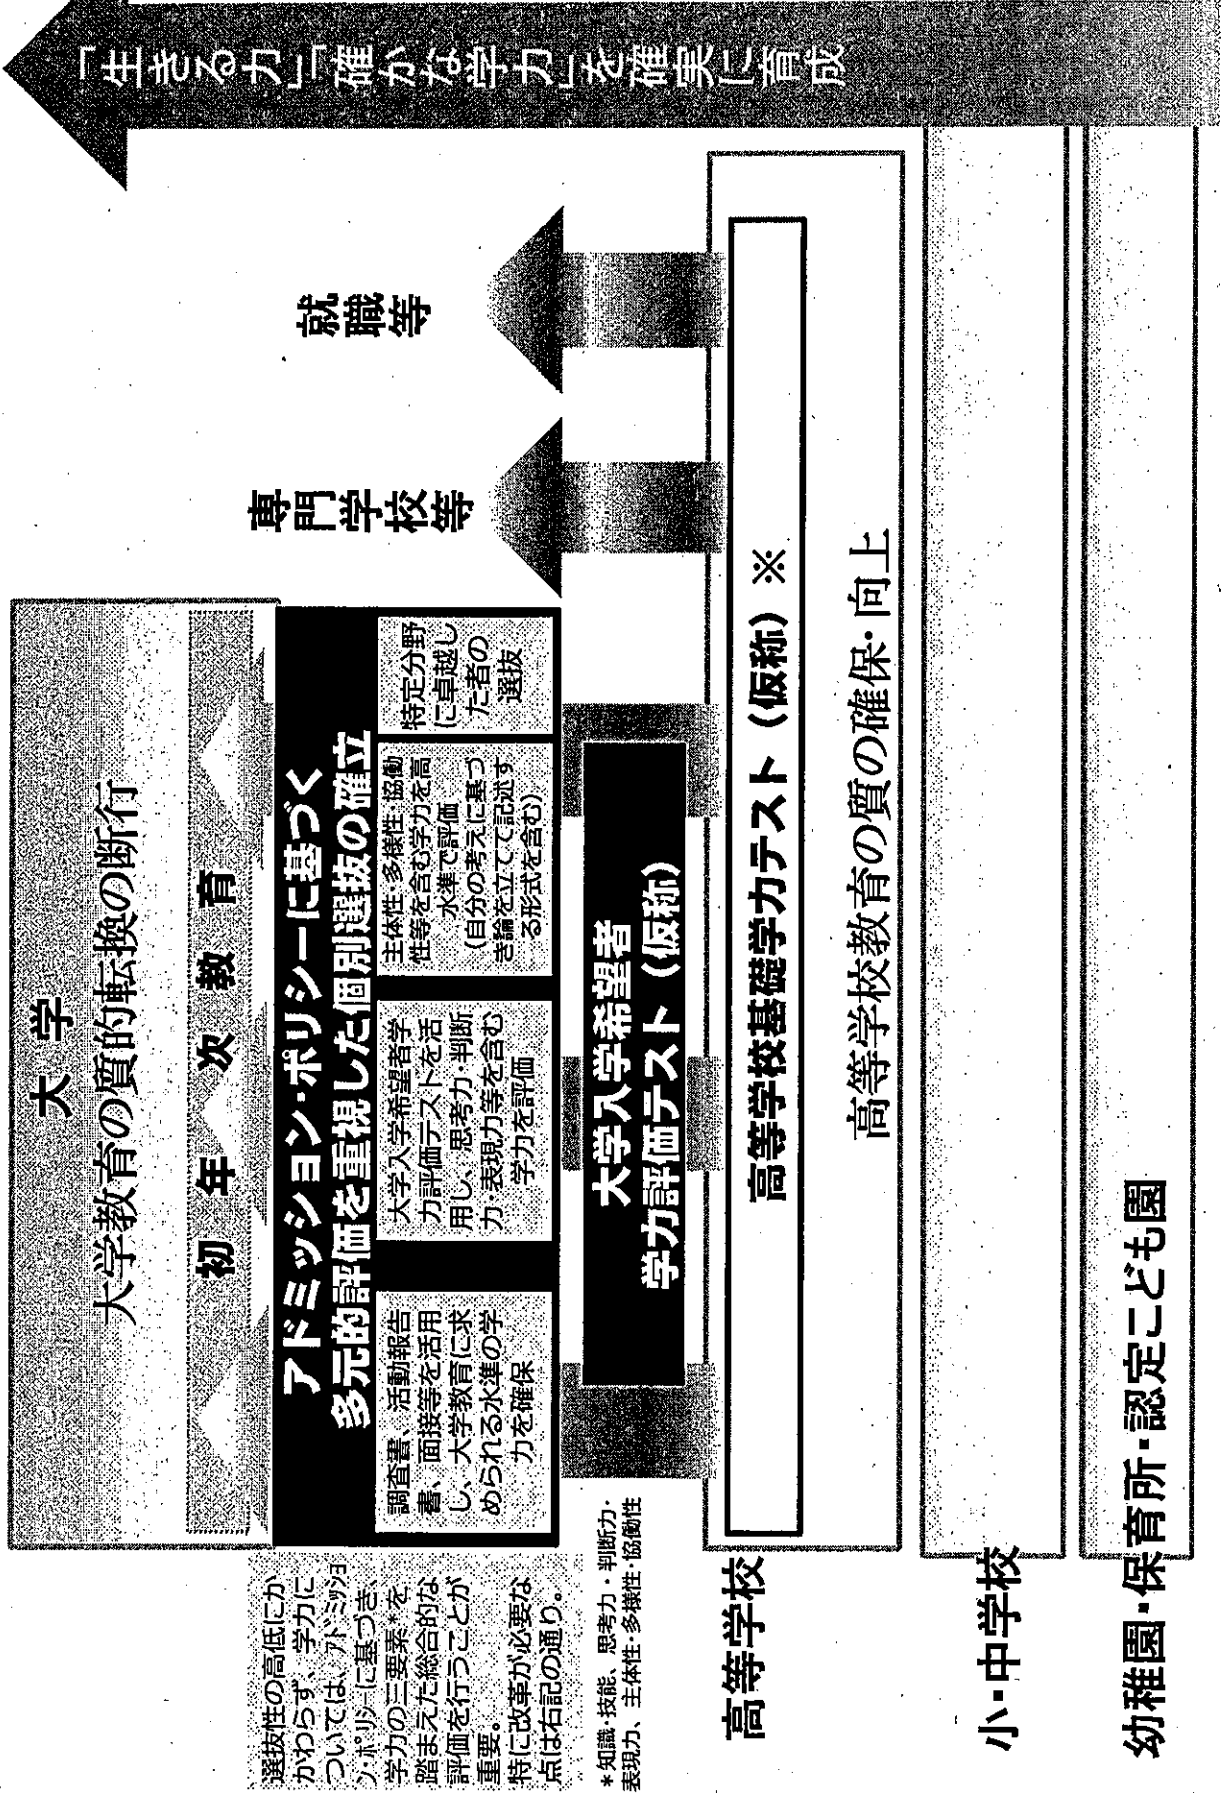 「生きる力」「確かな学力」を確実に育成
大 学
大学教育の質的転換の断行
初 年 次 教 育
アドミッション・ポリシーに基づく
多元的評価を重視した個別選抜の確立
調査書、活動報告
書、面接等を活用
し、大学教育に求
められる水準の学
力を確保
大学入学希望者学
力評価テストを活
用し、思考力・判断
力・表現力等を含む
学力を評価
主体性・多様性・協働
性等を含む学力を高
水準で評価
(自分の考えに基づ
き論を立てて記述す
る形式を含む)
特定分野
に卓越し
た者の
選抜
選抜性の高低にか
かわらず、学力に
ついては、アドミッショ
ン・ポリシーに基づき、
学力の三要素*を
踏まえた総合的な
評価を行うことが
重要。
特に改革が必要な
点は右記の通り。
*知識・技能、思考力・判断力・
表現力、主体性・多様性・協働性
専門学校等
就職等
大学入学希望者
学力評価テスト(仮称)
高等学校
高等学校基礎学力テスト(仮称)※
高等学校教育の質の確保・向上
小・中学校
幼稚園・保育所・認定こども園